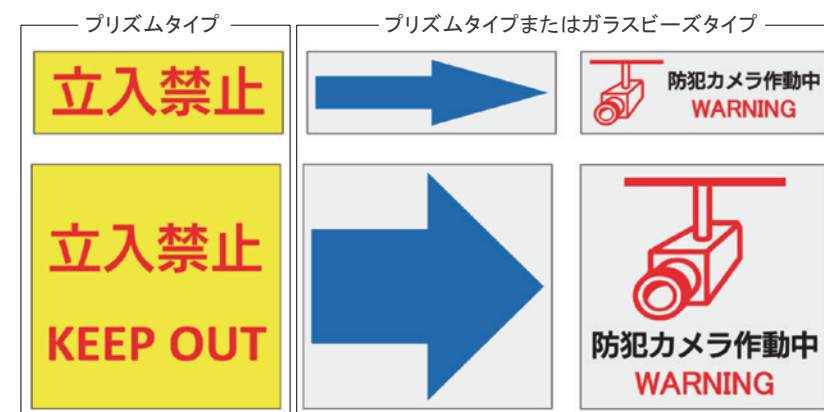 プリズムタイプ
プリズムタイプまたはガラスビーズタイプ
立入禁止
防犯カメラ作動中
WARNING
立入禁止
KEEP OUT
防犯カメラ作動中
WARNING